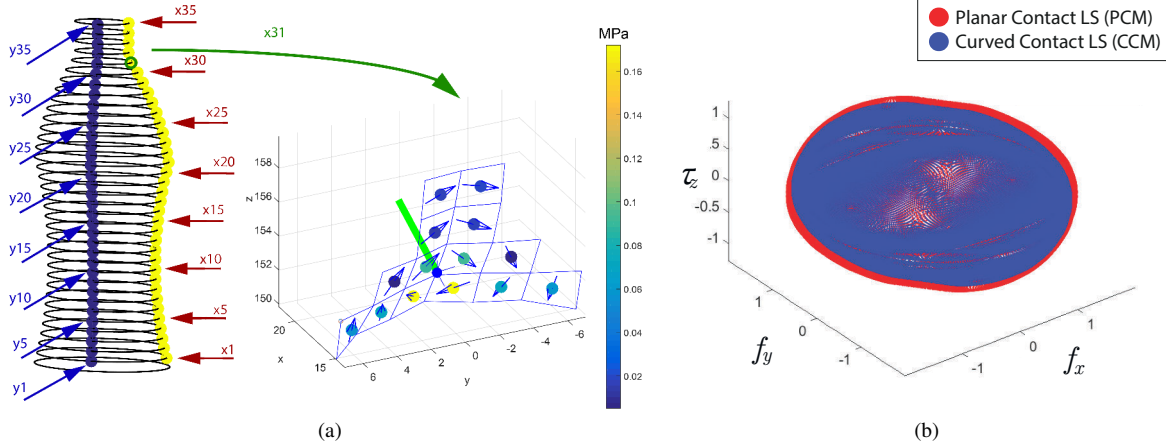 x35
x31
y35
x30
y30
x25
y25
x20
y20
x15
y15
x10
y10
x5
y5
x1
y1
158
156
154
152
150
z
20
15
x
6
4
2
0
-2
-4
-6
y
MPa
0.16
0.14
0.12
0.1
0.08
0.06
0.04
0.02
(a)
Planar Contact LS (PCM)
Curved Contact LS (CCM)
1
0.5
0
-0.5
-1
τz
1
0
-1
fy
-1
0
1
fx
(b)